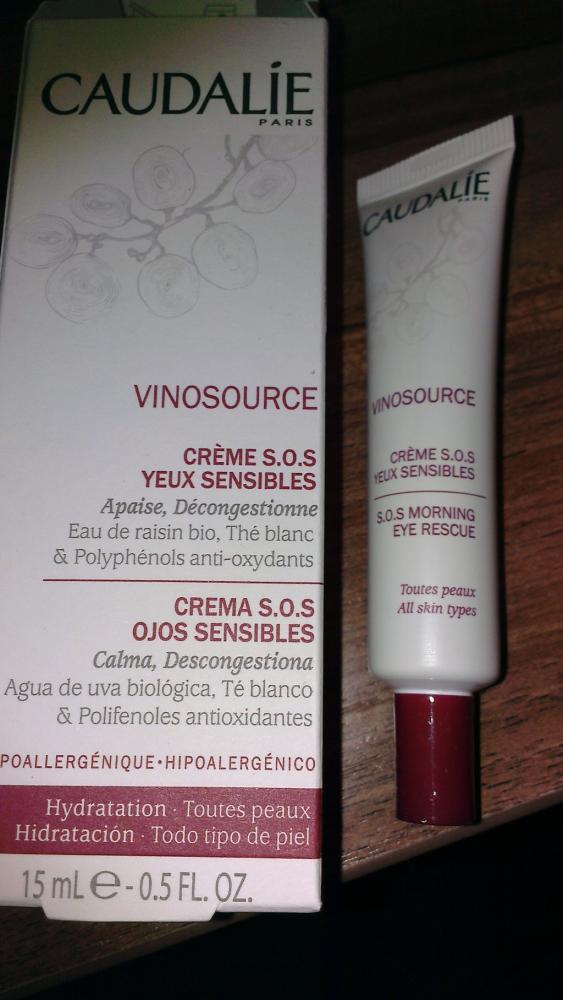 CAUDALÍE
PARIS
VINOSOURCE
CRÈME S.O.S
YEUX SENSIBLES
Apaise, Décongestionne
Eau de raisin bio, Thé blanc
& Polyphénols anti-oxydants
CREMA S.O.S
OJOS SENSIBLES
Calma, Descongestiona
Agua de uva biológica, Té blanco
& Polifenoles antioxidantes
POALLERGÉNIQUE•HIPOALERGÉNICO
Hydratation · Toutes peaux
Hidratación · Todo tipo de piel
15 mL e - 0.5 FL. OZ.
CAUDALÍE
PARIS
VINOSOURCE
CRÈME S.O.S
YEUX SENSIBLES
S.O.S MORNING
EYE RESCUE
Toutes peaux
All skin types